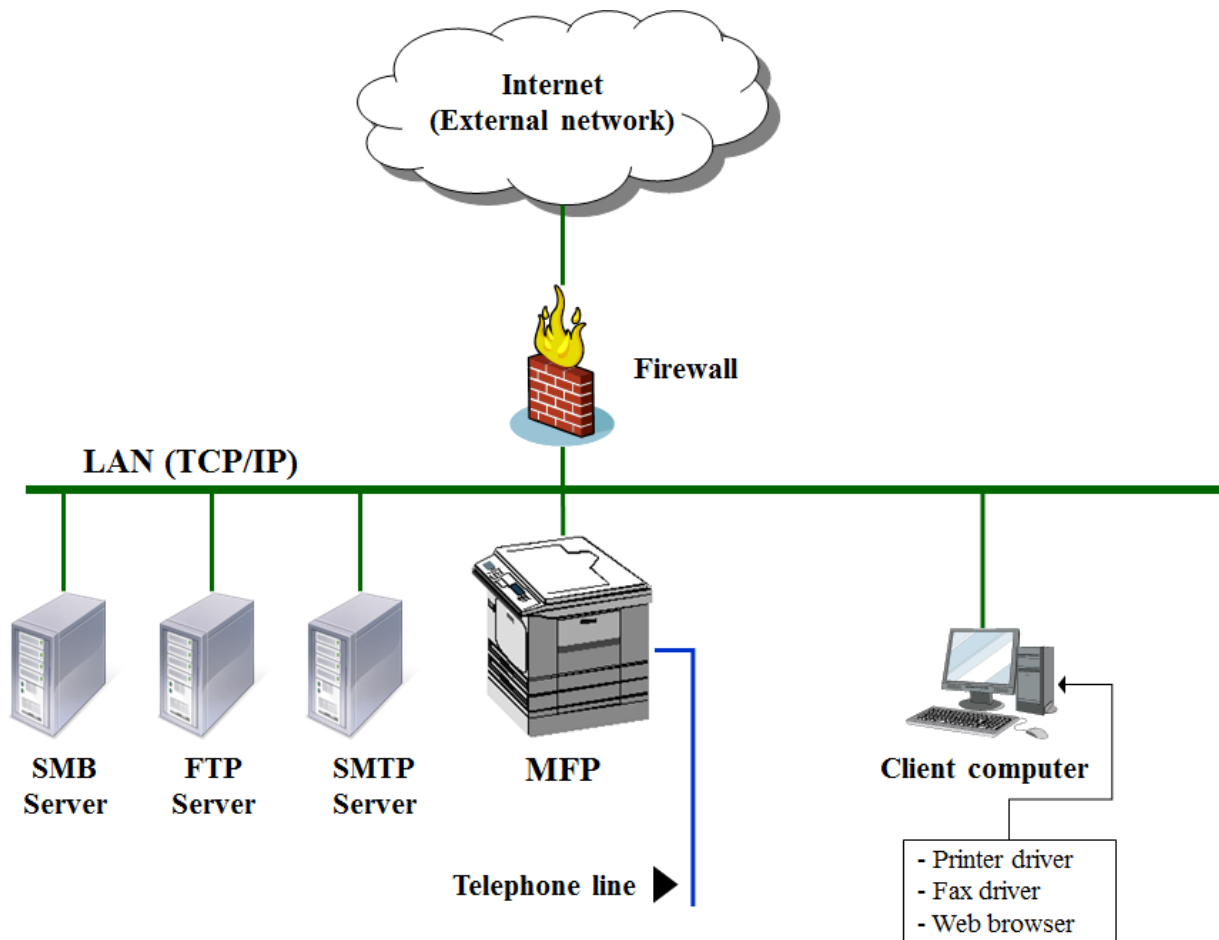 Internet
(External network)
Firewall
LAN (TCP/IP)
SMB
Server
FTP
Server
SMTP
Server
MFP
Client computer
Telephone line
- Printer driver
- Fax driver
- Web browser